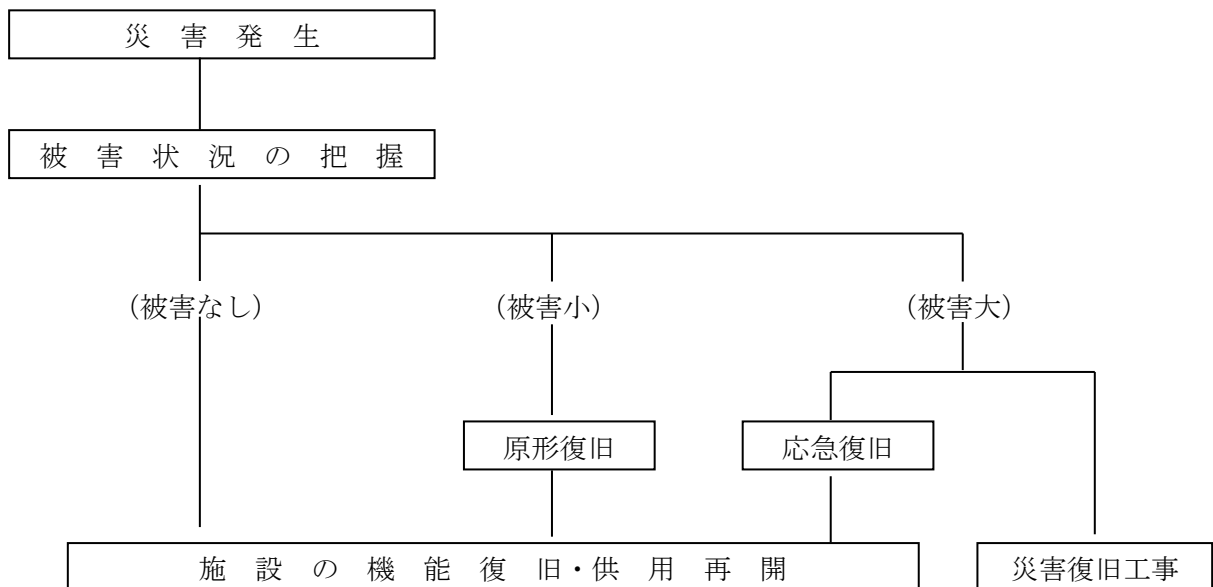 災害発生
被害状況の把握
（被害なし） （被害小） （被害大）
原形復旧 応急復旧
施設の機能復旧・供用再開 災害復旧工事